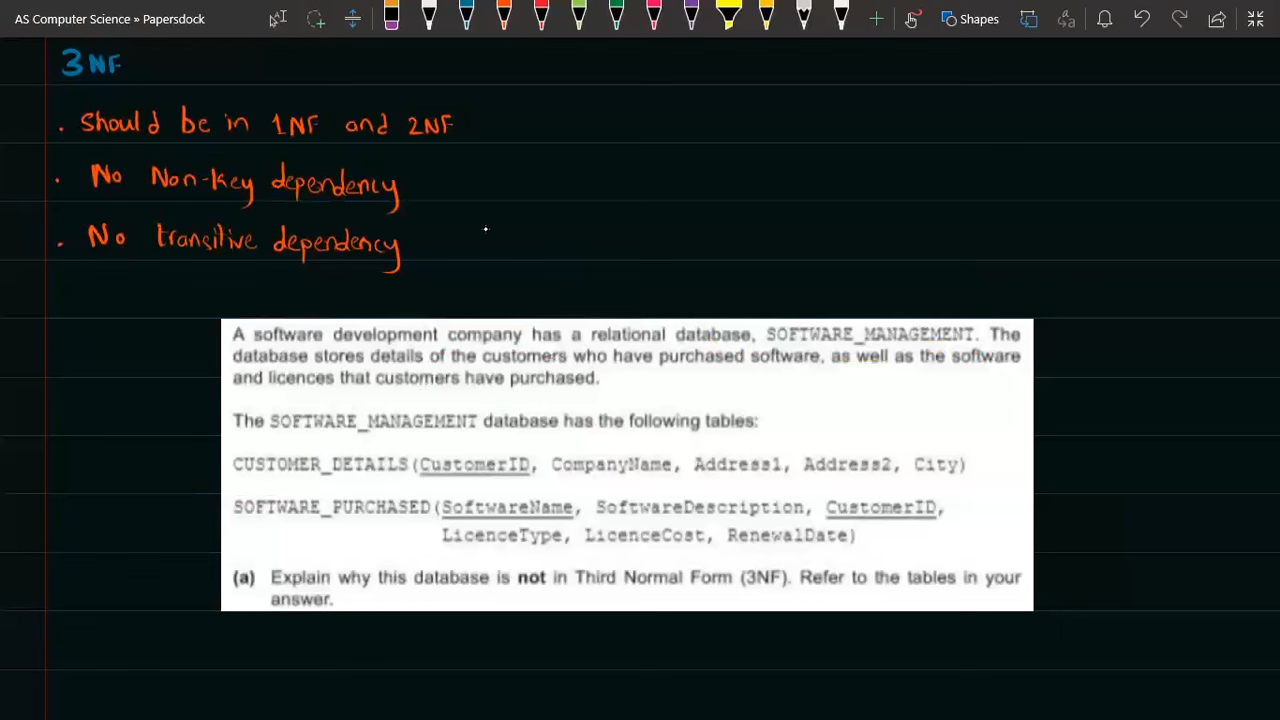 AS Computer Science » Papersdock
Shapes
3NF
. Should be in 1NF and 2NF
. No Non-key dependency
. No transitive dependency
A software development company has a relational database, SOFTWARE_MANAGEMENT. The
database stores details of the customers who have purchased software, as well as the software
and licences that customers have purchased.
The SOFTWARE_MANAGEMENT database has the following tables:
CUSTOMER_DETAILS(CustomerID, CompanyName, Address1, Address2, City)
SOFTWARE_PURCHASED(SoftwareName, SoftwareDescription, CustomerID,
LicenceType, LicenceCost, RenewalDate)
(a) Explain why this database is not in Third Normal Form (3NF). Refer to the tables in your
answer.